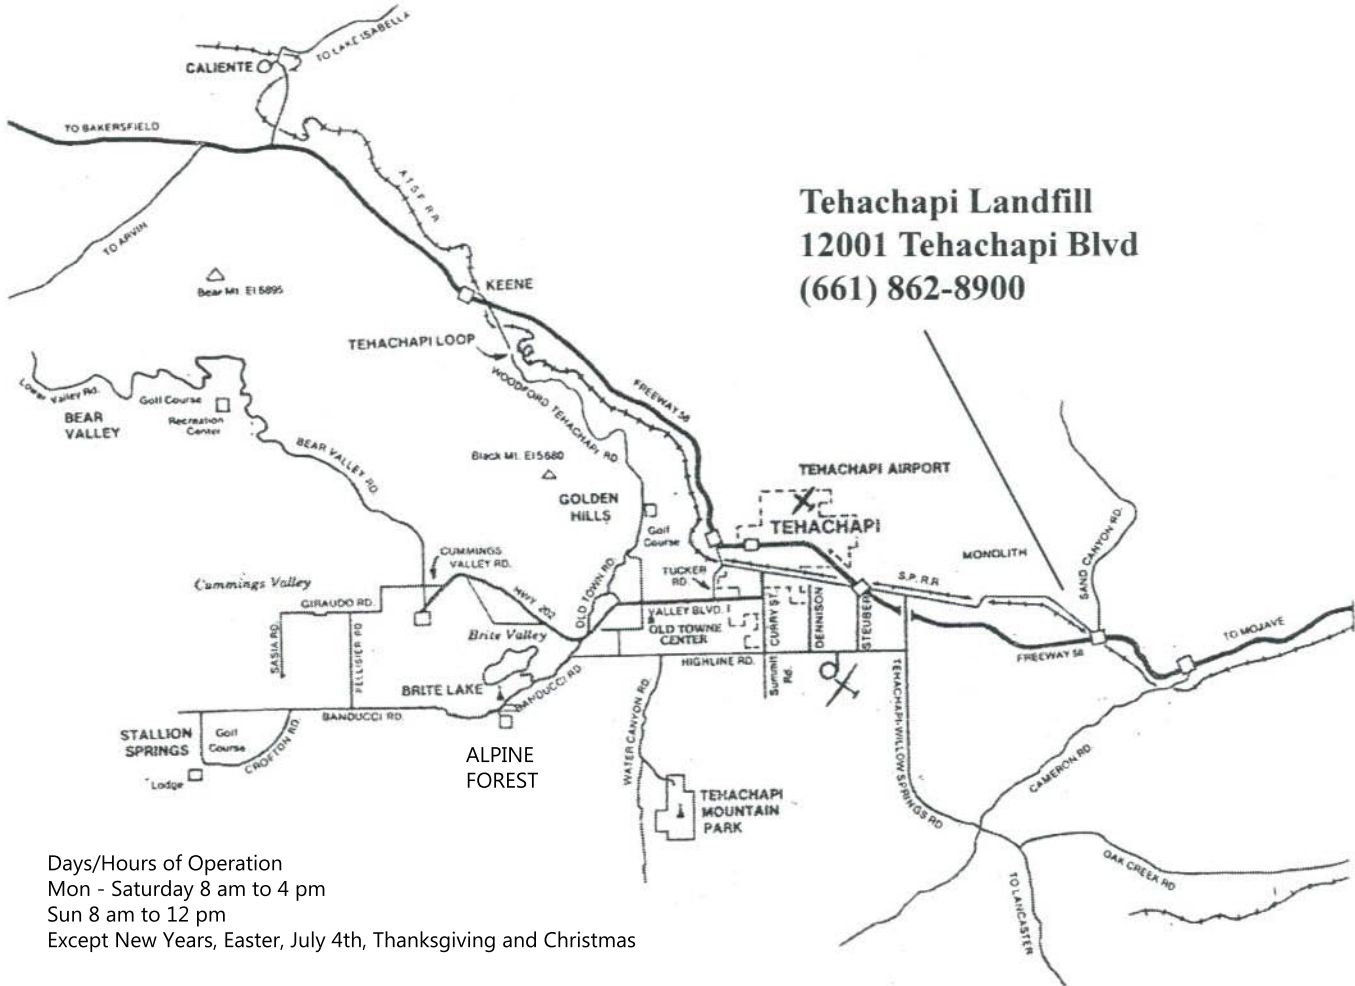 TO LAKE ISABELLA
CALIENTE
TO BAKERSFIELD
A.T.S.F. R.R.
TO ARVIN
Tehachapi Landfill
12001 Tehachapi Blvd
(661) 862-8900
Bear Mt. El 6895
KEENE
TEHACHAPI LOOP
WOODFORD TEHACHAPI RD
FREEWAY 58
Lower Valley Rd.
Golf Course
BEAR
VALLEY
Recreation
Center
BEAR VALLEY RD.
Black Mt. El 5680
GOLDEN
HILLS
Golf
Course
TEHACHAPI AIRPORT
TEHACHAPI
MONOLITH
SAND CANYON RD.
S.P. R.R
CUMMINGS
VALLEY RD.
Cummings Valley
GIRAUDO RD.
HWY. 202
OLD TOWN RD.
TUCKER
RD.
VALLEY BLVD.
OLD TOWNE
CENTER
CURRY ST.
DENNISON
STEUBER
Brite Valley
SASIA RD.
PELLISIER RD
HIGHLINE RD.
Summit
Rd.
FREEWAY 58
TO MOJAVE
BRITE LAKE
BANDUCCI RD.
BANDUCCI RD.
STALLION
SPRINGS
Golf
Course
CROFTON RD.
Lodge
ALPINE
FOREST
WATER CANYON RD.
TEHACHAPI
MOUNTAIN
PARK
TEHACHAPI-WILLOW SPRINGS RD
CAMERON RD.
OAK CREEK RD
TO LANCASTER
Days/Hours of Operation
Mon - Saturday 8 am to 4 pm
Sun 8 am to 12 pm
Except New Years, Easter, July 4th, Thanksgiving and Christmas